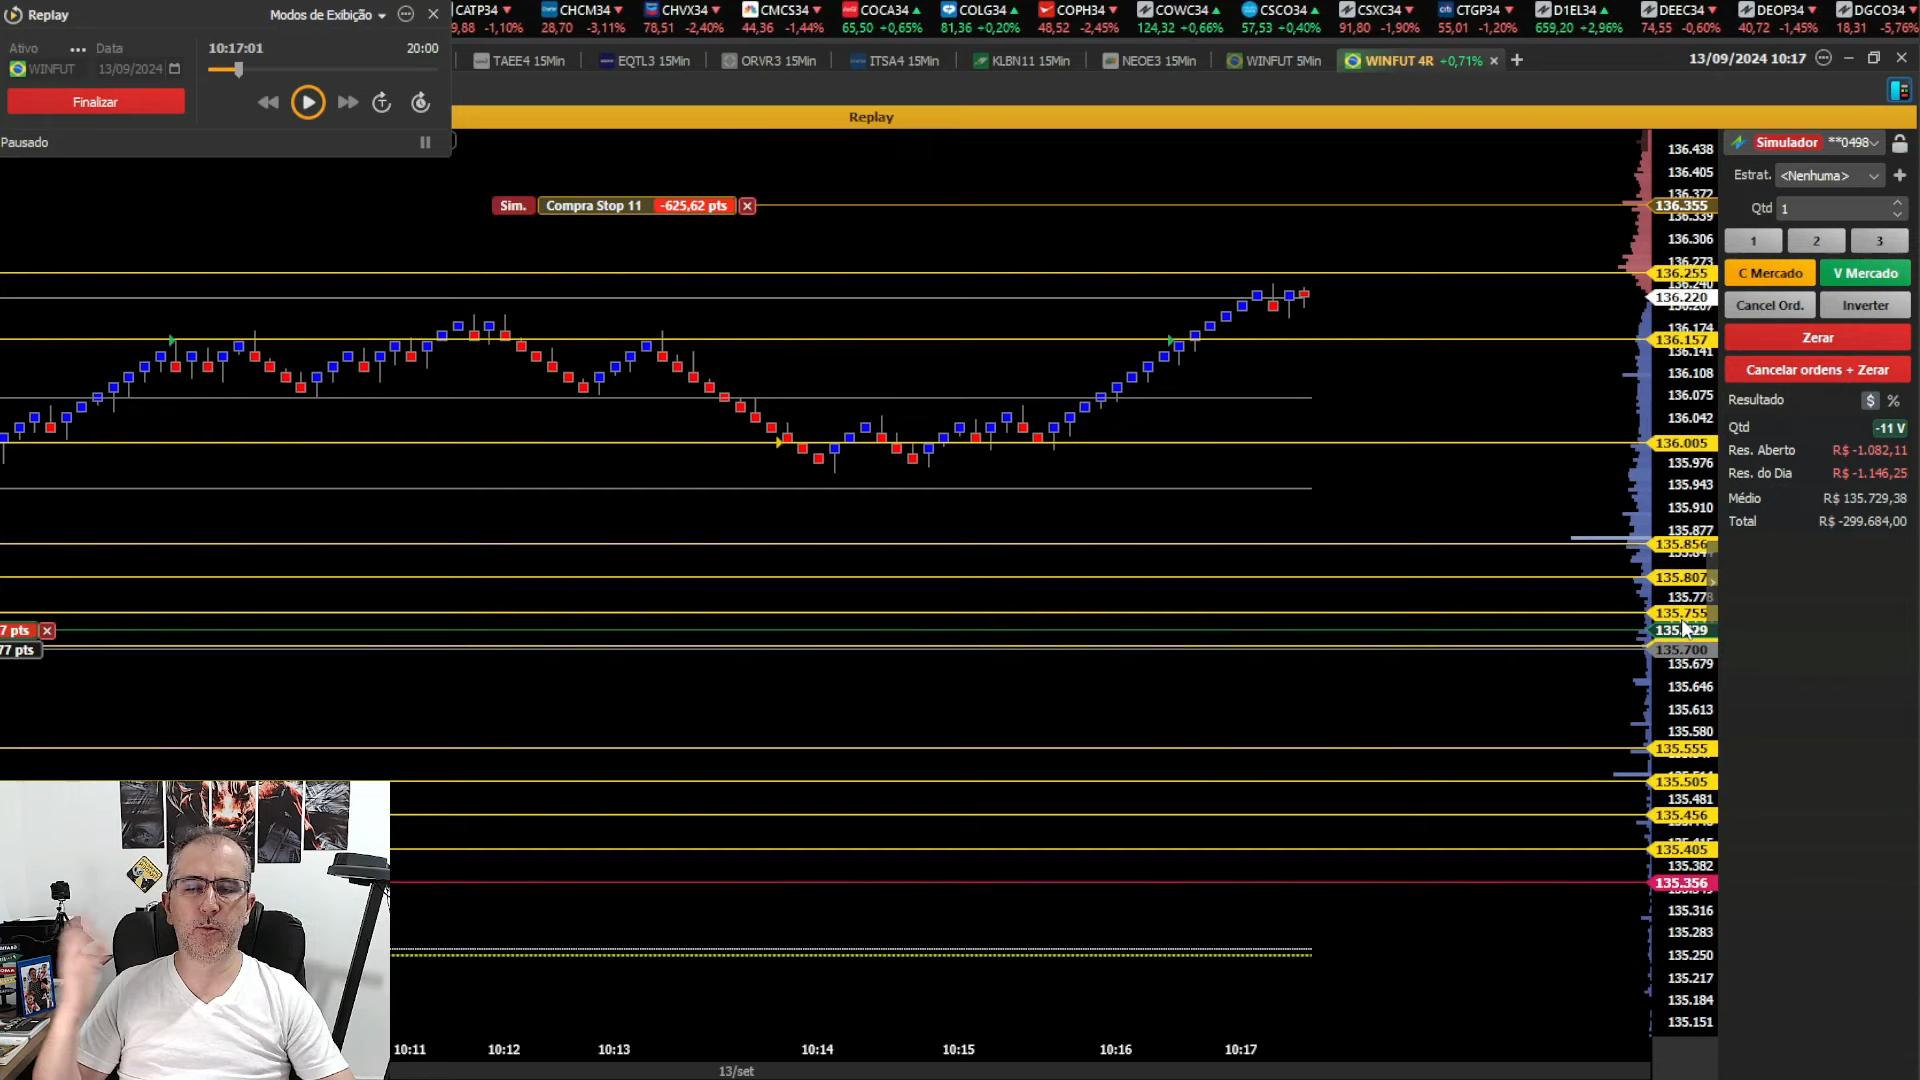 Replay
Modos de Exibição
Ativo
Data
10:17:01
20:00
WINFUT
13/09/2024
Finalizar
Pausado
CATP34
CHCM34
CHVX34
CMCS34
COCA34
COLG34
COPH34
COWC34
CSCO34
CSXC34
CTGP34
D1EL34
DEEC34
DEOP34
DGCO34
9,88 -1,10%
28,70 -3,11%
78,51 -2,40%
44,36 -1,44%
65,50 +0,65%
81,36 +0,20%
48,52 -2,45%
124,32 +0,66%
57,53 +0,40%
91,80 -1,90%
55,01 -1,20%
659,20 +2,96%
74,55 -0,60%
40,72 -1,45%
18,31 -5,76%
TAEE4 15Min
EQTL3 15Min
ORVR3 15Min
ITSA4 15Min
KLBN11 15Min
NEOE3 15Min
WINFUT 5Min
WINFUT 4R +0,71%
13/09/2024 10:17
Replay
Sim. Compra Stop 11 -625,62 pts
7 pts
77 pts
136.438
136.405
136.372
136.355
136.339
136.306
136.273
136.255
136.240
136.220
136.174
136.157
136.141
136.108
136.075
136.042
136.005
135.976
135.943
135.910
135.877
135.856
135.807
135.778
135.755
135.700
135.679
135.646
135.613
135.580
135.555
135.505
135.481
135.456
135.405
135.382
135.356
135.316
135.283
135.250
135.217
135.184
135.151
10:11
10:12
10:13
10:14
10:15
10:16
10:17
13/set
Simulador **0498
Estrat. <Nenhuma>
Qtd 1
1
2
3
C Mercado
V Mercado
Cancel Ord.
Inverter
Zerar
Cancelar ordens + Zerar
Resultado $ %
Qtd -11 V
Res. Aberto R$ -1.082,11
Res. do Dia R$ -1.146,25
Médio R$ 135.729,38
Total R$ -299.684,00